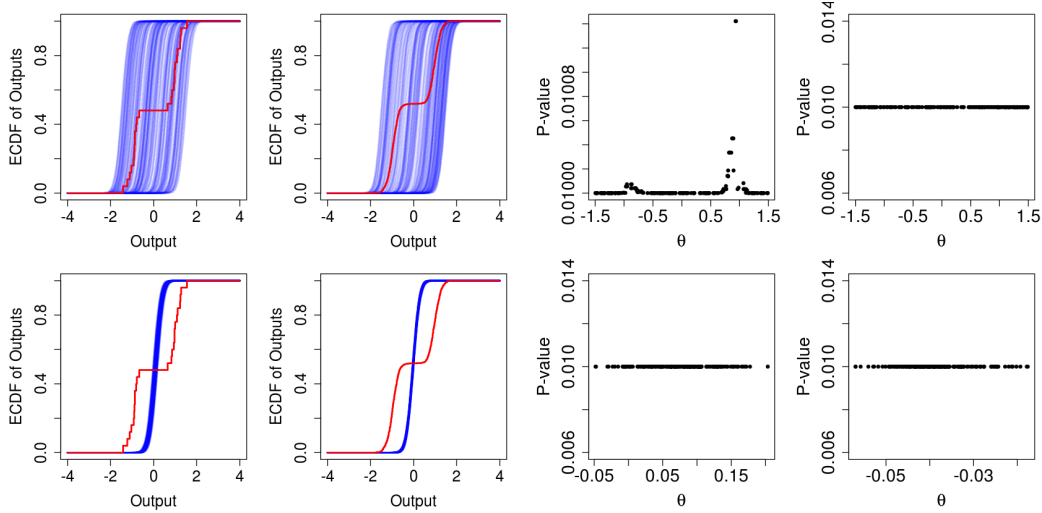 ECDF of Outputs
0.0 0.4 0.8
-4 -2 0 2 4
Output
ECDF of Outputs
0.0 0.4 0.8
-4 -2 0 2 4
Output
P-value
0.01000 0.01008
-1.5 -0.5 0.5 1.5
θ
P-value
0.006 0.010 0.014
-1.5 -0.5 0.5 1.5
θ
ECDF of Outputs
0.0 0.4 0.8
-4 -2 0 2 4
Output
ECDF of Outputs
0.0 0.4 0.8
-4 -2 0 2 4
Output
P-value
0.006 0.010 0.014
-0.05 0.05 0.15
θ
P-value
0.006 0.010 0.014
-0.05 -0.03
θ